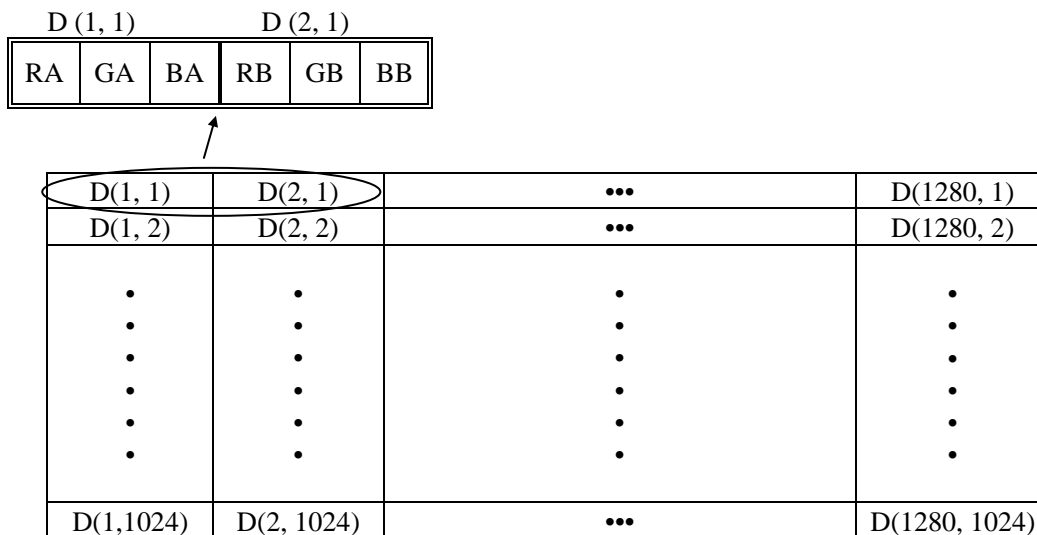 D (1, 1) D (2, 1)
RA GA BA RB GB BB
D(1, 1) D(2, 1) ••• D(1280, 1)
D(1, 2) D(2, 2) ••• D(1280, 2)
• • • •
• • • •
• • • •
• • • •
• • • •
• • • •
D(1,1024) D(2, 1024) ••• D(1280, 1024)